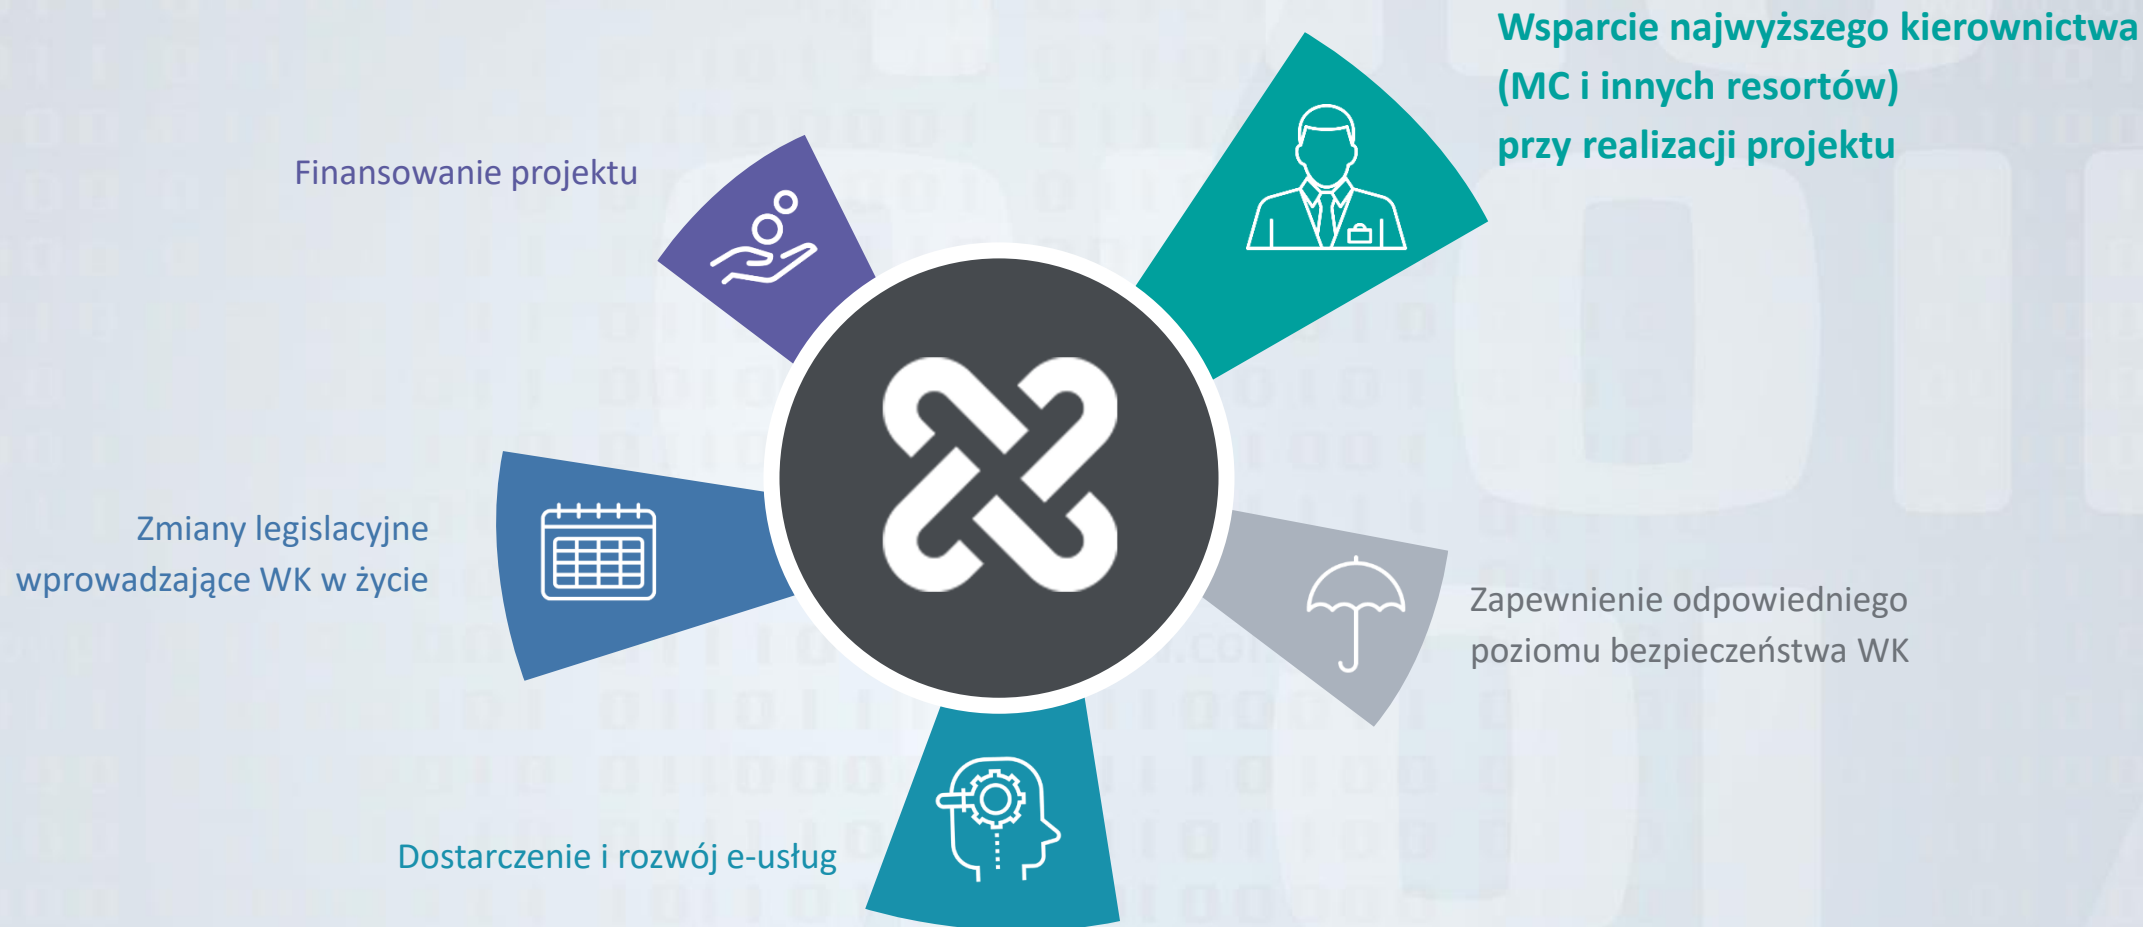 Wsparcie najwyższego kierownictwa
(MC i innych resortów)
przy realizacji projektu
Finansowanie projektu
Zmiany legislacyjne
wprowadzające WK w życie
Zapewnienie odpowiedniego
poziomu bezpieczeństwa WK
Dostarczenie i rozwój e-usług